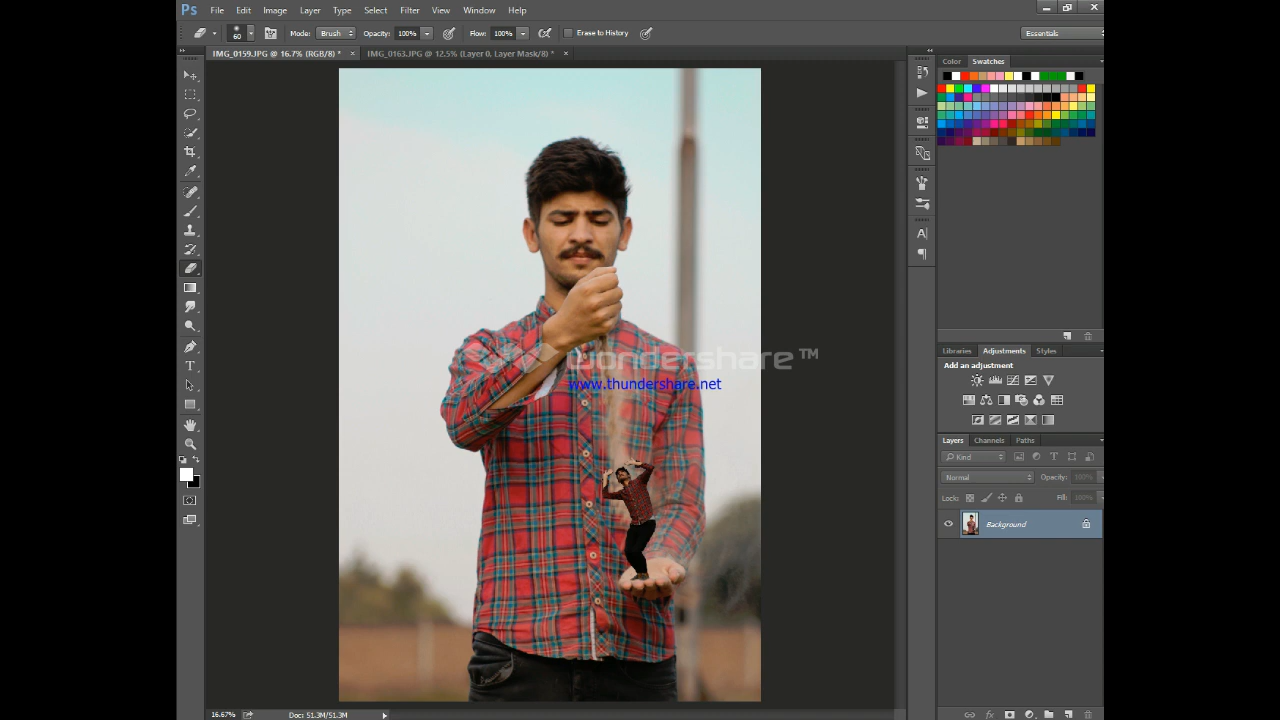 Ps File Edit Image Layer Type Select Filter View Window Help
60 Mode: Brush Opacity: 100% Flow: 100% Erase to History Essentials
IMG_0159.JPG @ 16.7% (RGB/8) * × IMG_0163.JPG @ 12.5% (Layer 0, Layer Mask/8) * ×
Color Swatches
wondershare™
www.thundershare.net
Libraries Adjustments Styles
Add an adjustment
Layers Channels Paths
Kind
Normal Opacity: 100%
Lock: Fill: 100%
Background
16.67% Doc: 51.3M/51.3M